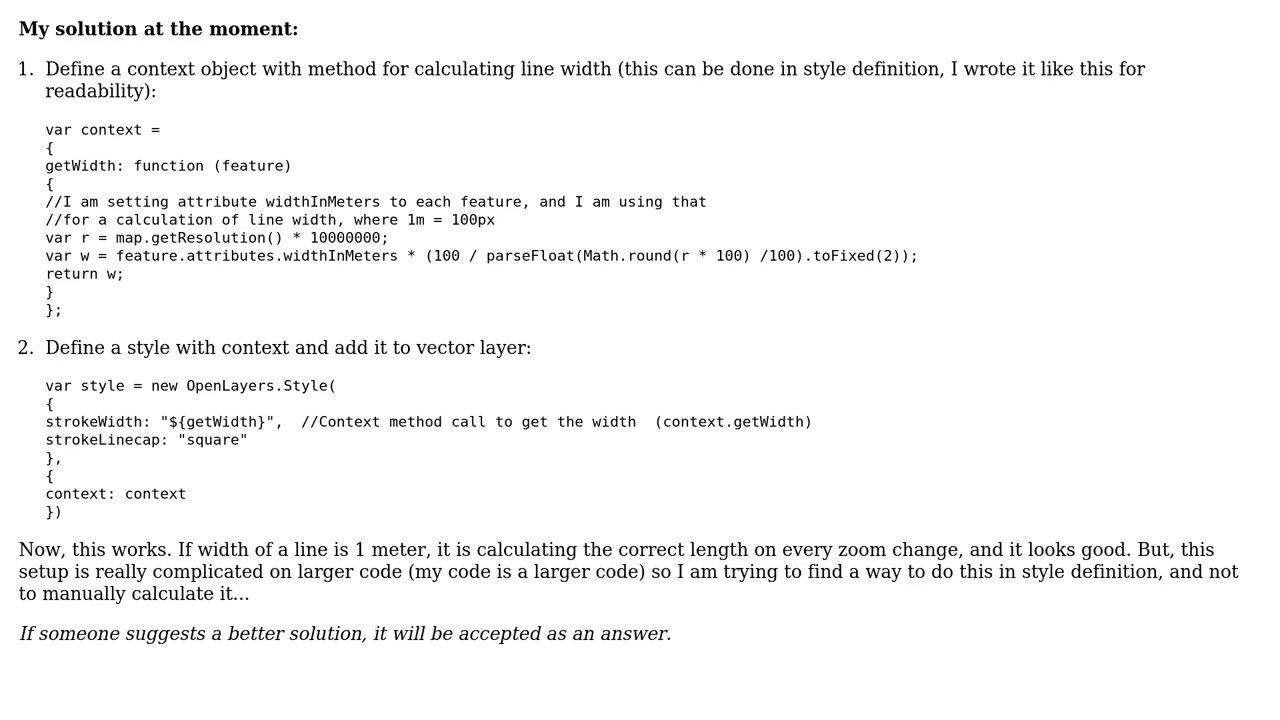 My solution at the moment:
1. Define a context object with method for calculating line width (this can be done in style definition, I wrote it like this for
readability):
var context =
{
getWidth: function (feature)
{
//I am setting attribute widthInMeters to each feature, and I am using that
//for a calculation of line width, where 1m = 100px
var r = map.getResolution() * 10000000;
var w = feature.attributes.widthInMeters * (100 / parseFloat(Math.round(r * 100) /100).toFixed(2));
return w;
}
};
2. Define a style with context and add it to vector layer:
var style = new OpenLayers.Style(
{
strokeWidth: "${getWidth}",  //Context method call to get the width  (context.getWidth)
strokeLinecap: "square"
},
{
context: context
})
Now, this works. If width of a line is 1 meter, it is calculating the correct length on every zoom change, and it looks good. But, this
setup is really complicated on larger code (my code is a larger code) so I am trying to find a way to do this in style definition, and not
to manually calculate it...
If someone suggests a better solution, it will be accepted as an answer.